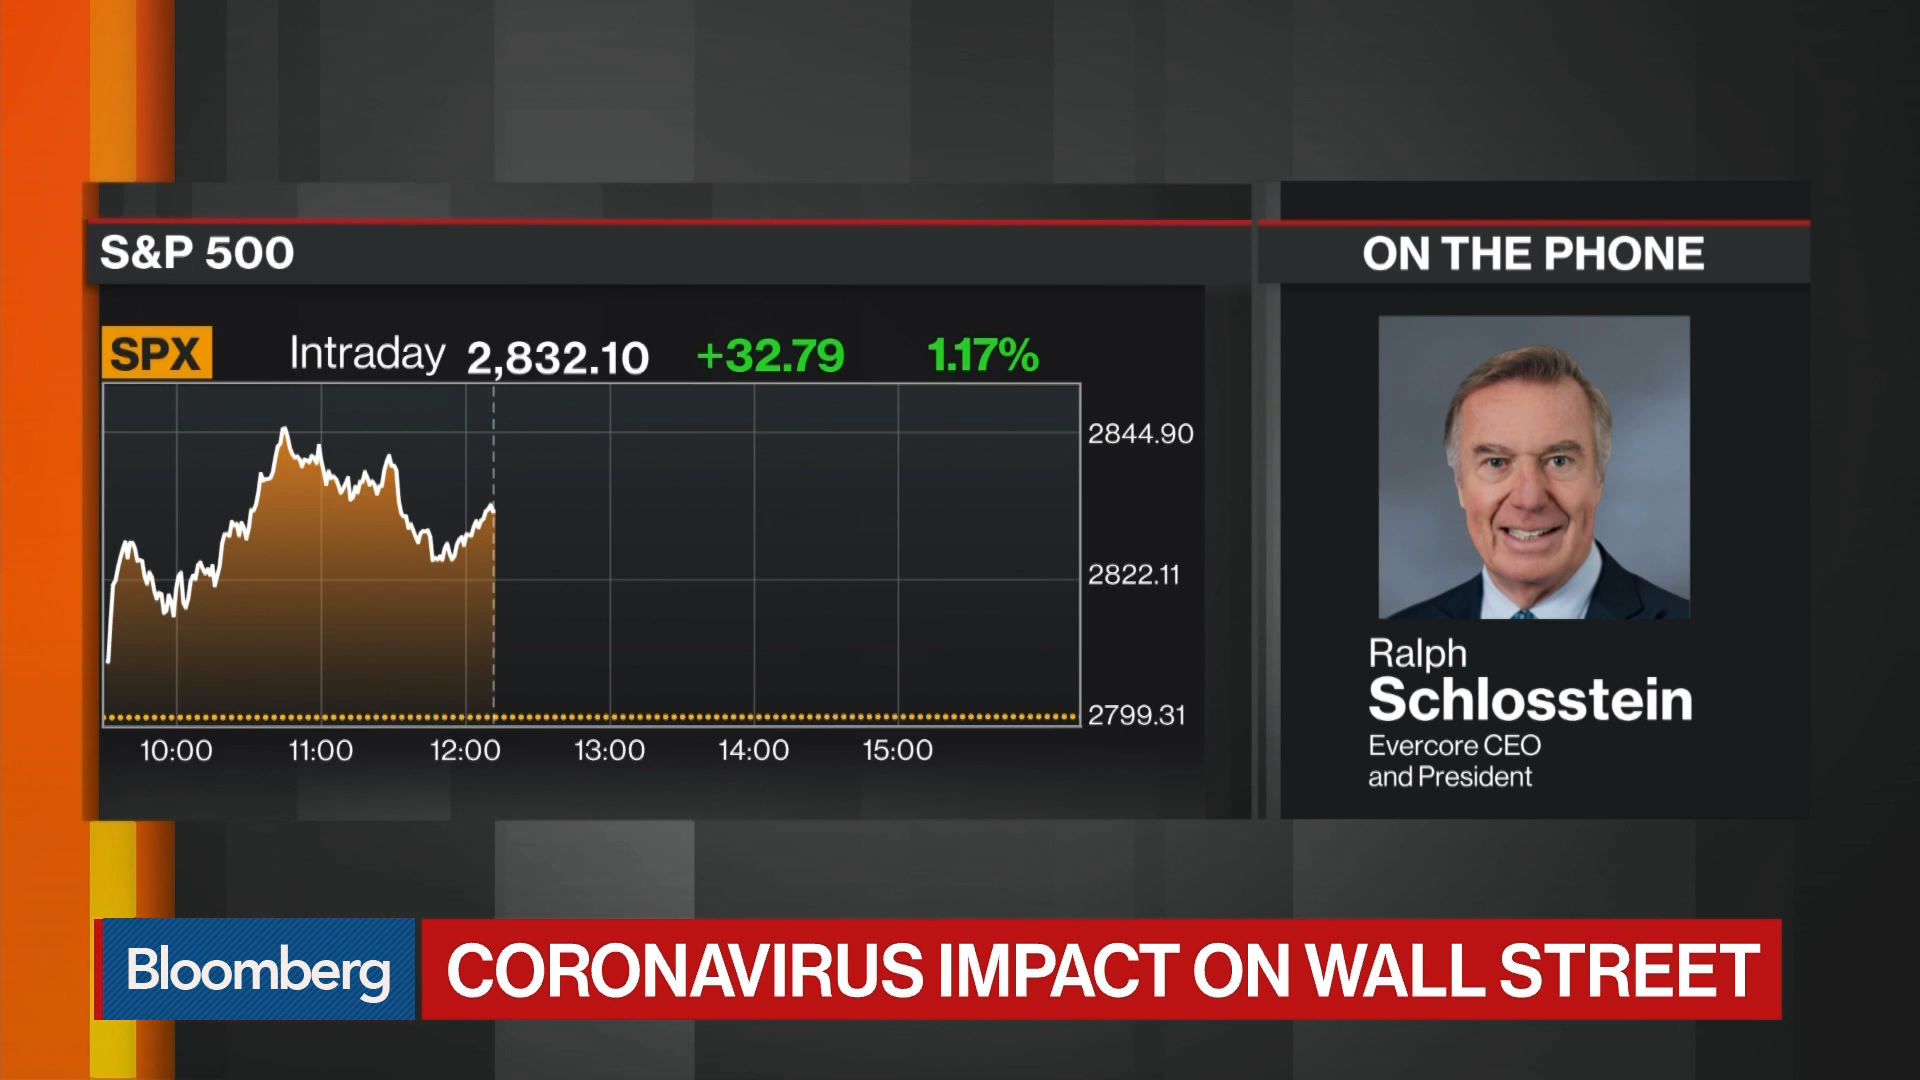 S&P 500
SPX Intraday 2,832.10 +32.79 1.17%
2844.90
2822.11
2799.31
10:00 11:00 12:00 13:00 14:00 15:00
ON THE PHONE
Ralph
Schlosstein
Evercore CEO
and President
Bloomberg
CORONAVIRUS IMPACT ON WALL STREET